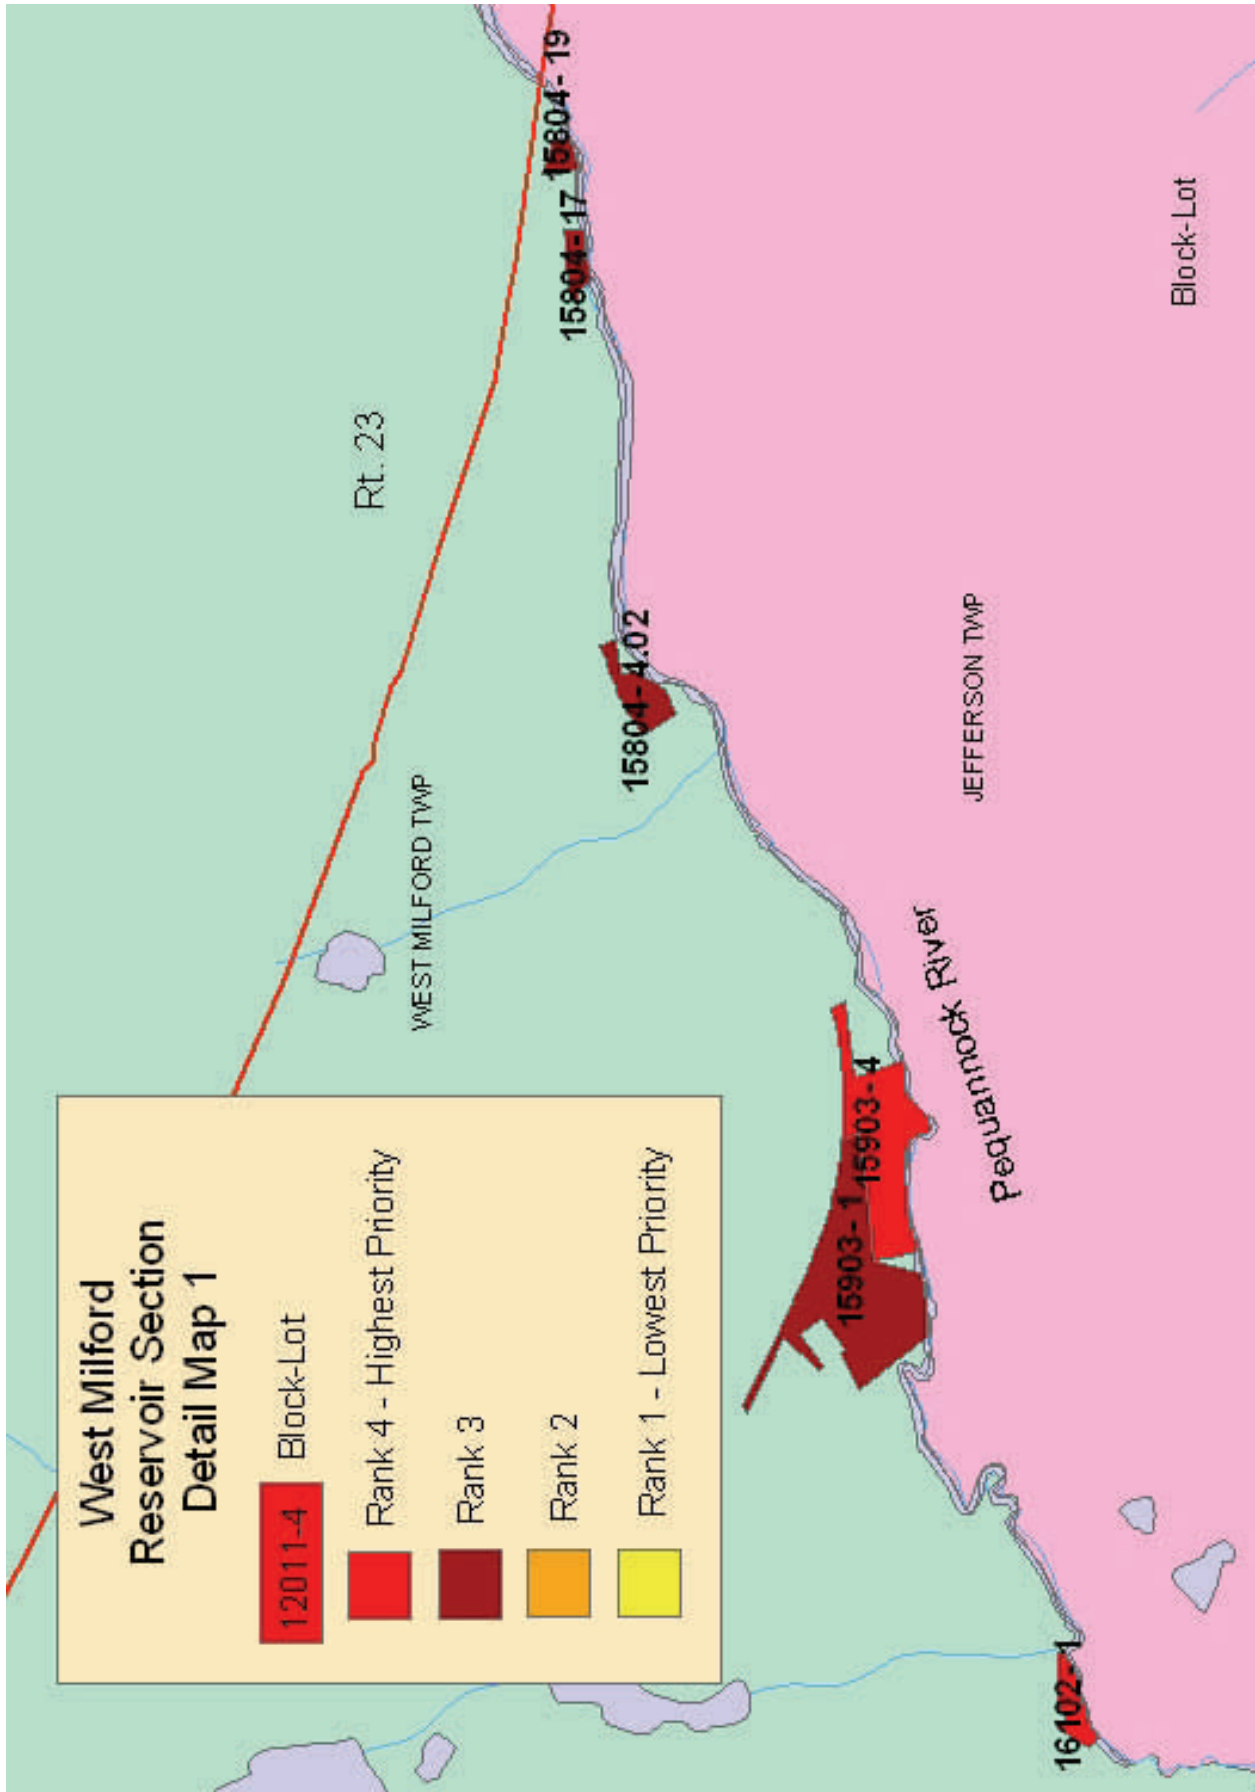 West Milford
Reservoir Section
Detail Map 1
12011-4
Block-Lot
Rank 4 - Highest Priority
Rank 3
Rank 2
Rank 1 - Lowest Priority
Rt. 23
WEST MILFORD TWP
15804- 19
15804- 17
15804- 4.02
15903- 4
15903- 1
16102- 1
Pequannock River
JEFFERSON TWP
Block-Lot